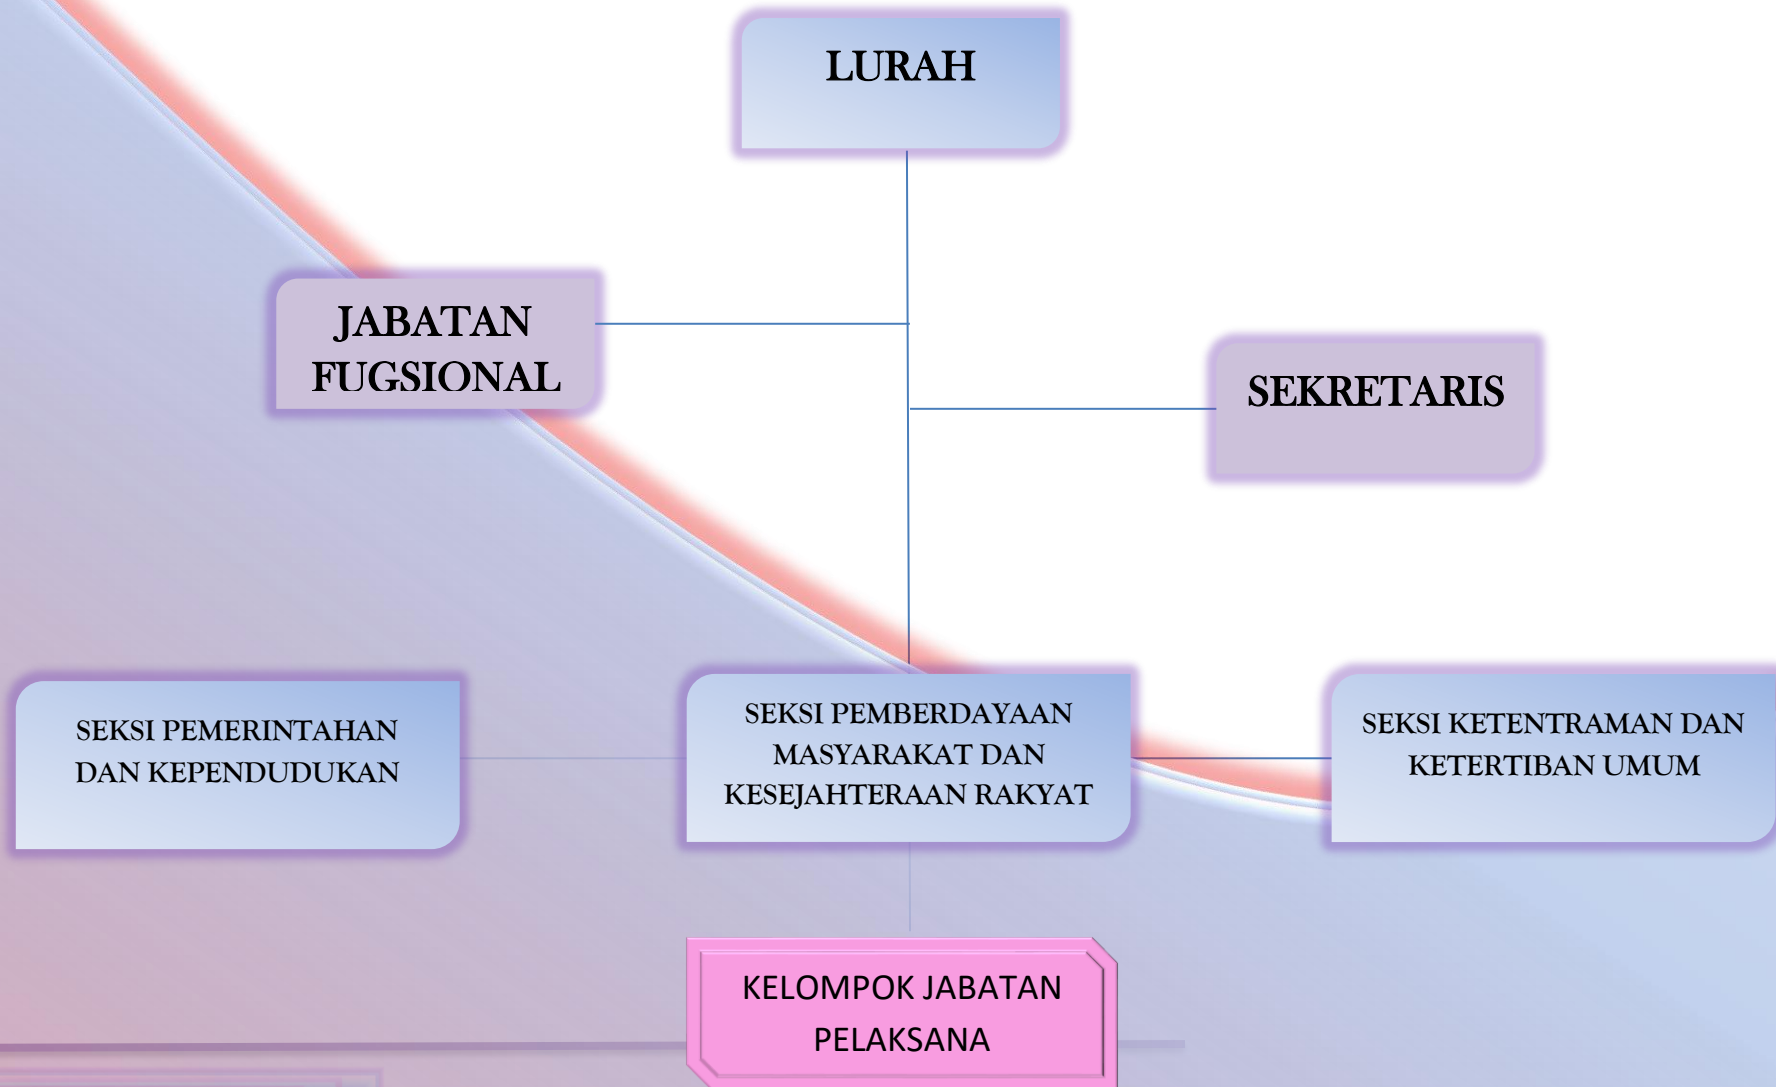 LURAH
JABATAN
FUGSIONAL
SEKRETARIS
SEKSI PEMERINTAHAN
DAN KEPENDUDUKAN
SEKSI PEMBERDAYAAN
MASYARAKAT DAN
KESEJAHTERAAN RAKYAT
SEKSI KETENTRAMAN DAN
KETERTIBAN UMUM
KELOMPOK JABATAN
PELAKSANA